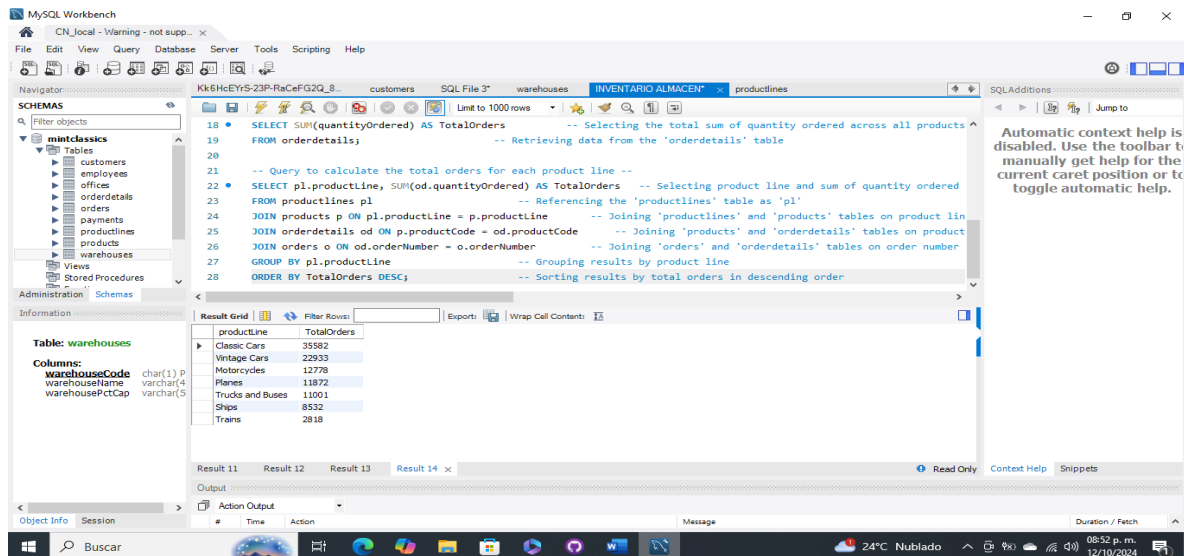 MySQL Workbench
CN_local - Warning - not supp... ×
File Edit View Query Database Server Tools Scripting Help
Navigator
SCHEMAS
Filter objects
mintclassics
Tables
customers
employees
offices
orderdetails
orders
payments
productlines
products
warehouses
Views
Stored Procedures
Administration Schemas
Information
Table: warehouses
Columns:
warehouseCode char(1) P
warehouseName varchar(4
warehousePctCap varchar(5
Object Info Session
Kk6HcEYrS-23P-RaCeFG2Q_8... customers SQL File 3* warehouses INVENTARIO ALMACEN* × productlines
Limit to 1000 rows
18 SELECT SUM(quantityOrdered) AS TotalOrders -- Selecting the total sum of quantity ordered across all products
19 FROM orderdetails; -- Retrieving data from the 'orderdetails' table
20
21 -- Query to calculate the total orders for each product line --
22 SELECT pl.productLine, SUM(od.quantityOrdered) AS TotalOrders -- Selecting product line and sum of quantity ordered
23 FROM productlines pl -- Referencing the 'productlines' table as 'pl'
24 JOIN products p ON pl.productLine = p.productLine -- Joining 'productlines' and 'products' tables on product lin
25 JOIN orderdetails od ON p.productCode = od.productCode -- Joining 'products' and 'orderdetails' tables on product
26 JOIN orders o ON od.orderNumber = o.orderNumber -- Joining 'orders' and 'orderdetails' tables on order number
27 GROUP BY pl.productLine -- Grouping results by product line
28 ORDER BY TotalOrders DESC; -- Sorting results by total orders in descending order
Result Grid Filter Rows: Export: Wrap Cell Content:
productLine TotalOrders
Classic Cars 35582
Vintage Cars 22933
Motorcycles 12778
Planes 11872
Trucks and Buses 11001
Ships 8532
Trains 2818
Result 11 Result 12 Result 13 Result 14 × Read Only
Output
Action Output
# Time Action Message Duration / Fetch
SQLAdditions
Jump to
Automatic context help is
disabled. Use the toolbar to
manually get help for the
current caret position or to
toggle automatic help.
Context Help Snippets
Buscar
24°C Nublado
08:52 p. m.
12/10/2024